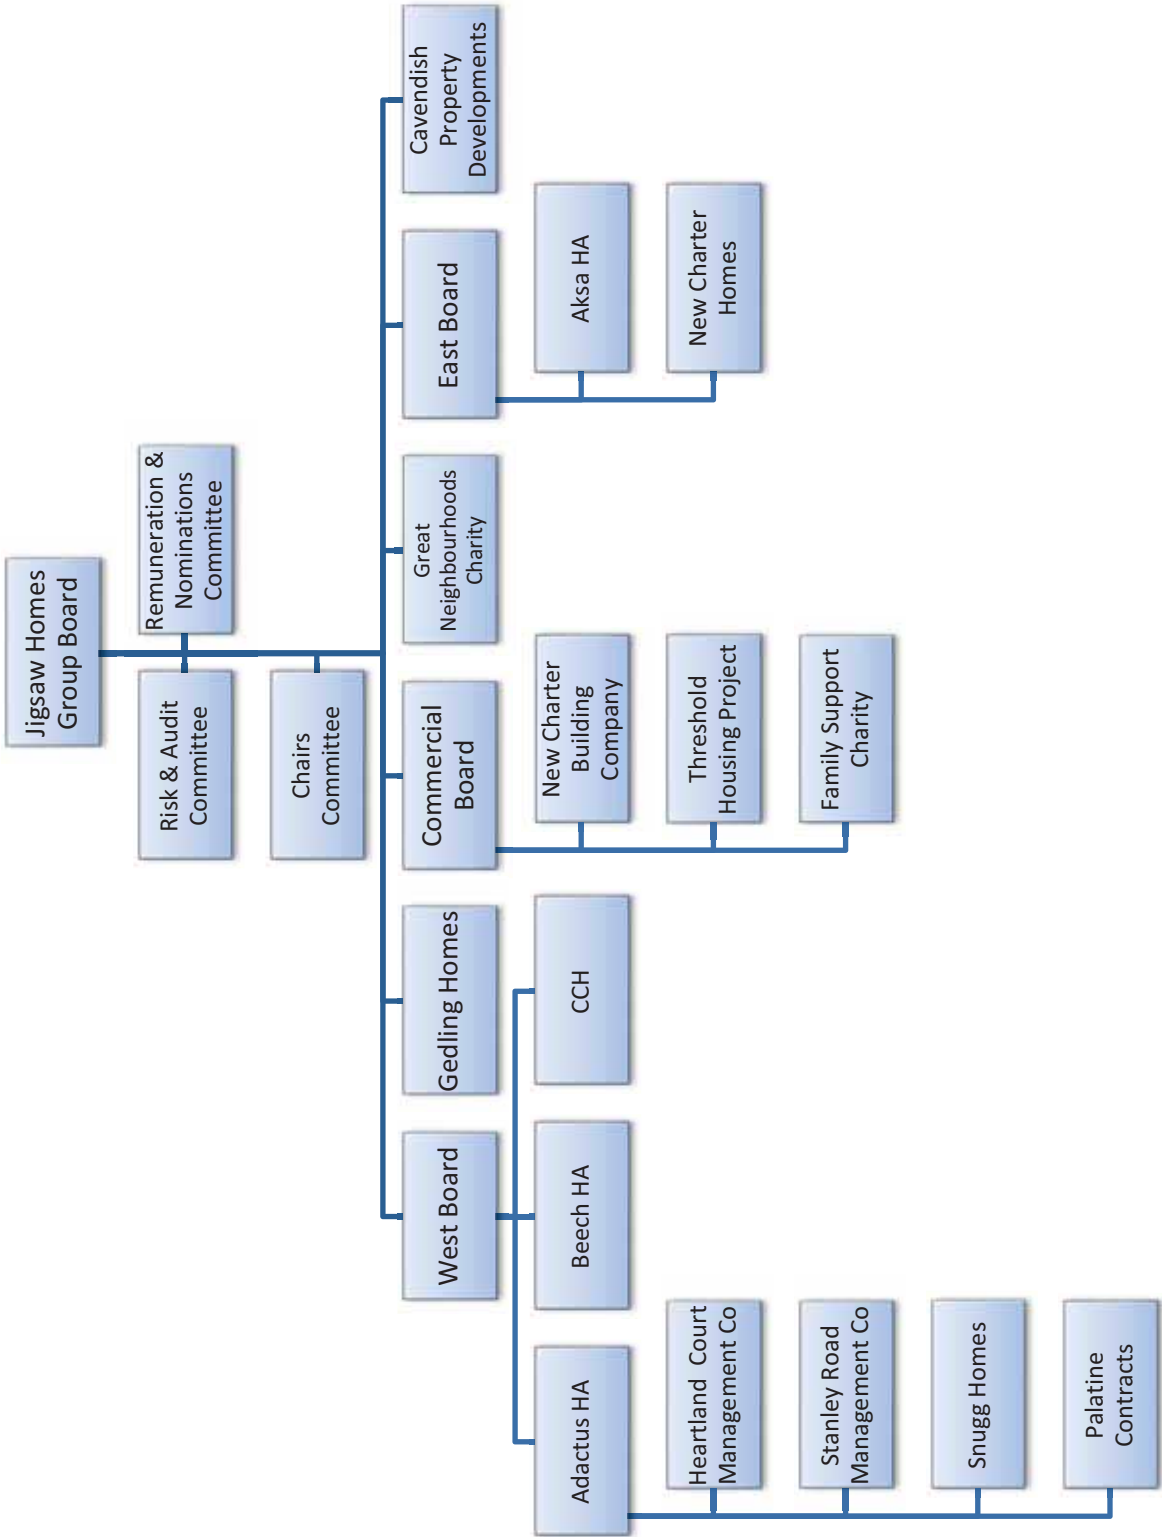 Jigsaw Homes
Group Board
Risk & Audit
Committee
Remuneration &
Nominations
Committee
Chairs
Committee
West Board
Gedling Homes
Commercial
Board
Great
Neighbourhoods
Charity
East Board
Cavendish
Property
Developments
Adactus HA
Beech HA
CCH
New Charter
Building
Company
Aksa HA
Heartland Court
Management Co
Threshold
Housing Project
New Charter
Homes
Stanley Road
Management Co
Family Support
Charity
Snugg Homes
Palatine
Contracts